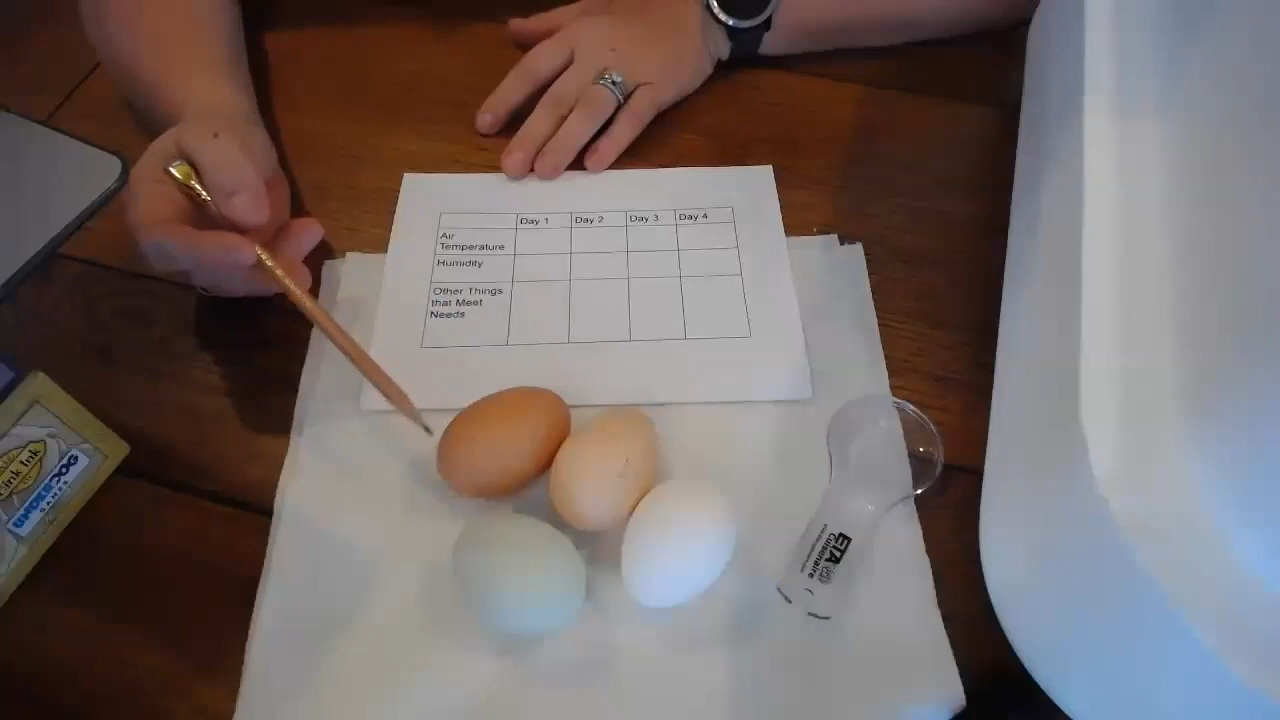 Day 1 Day 2 Day 3 Day 4
Air
Temperature
Humidity
Other Things
that Meet
Needs
ink Ink
UNDERDOG
GAMES
ETA
Cuisenaire